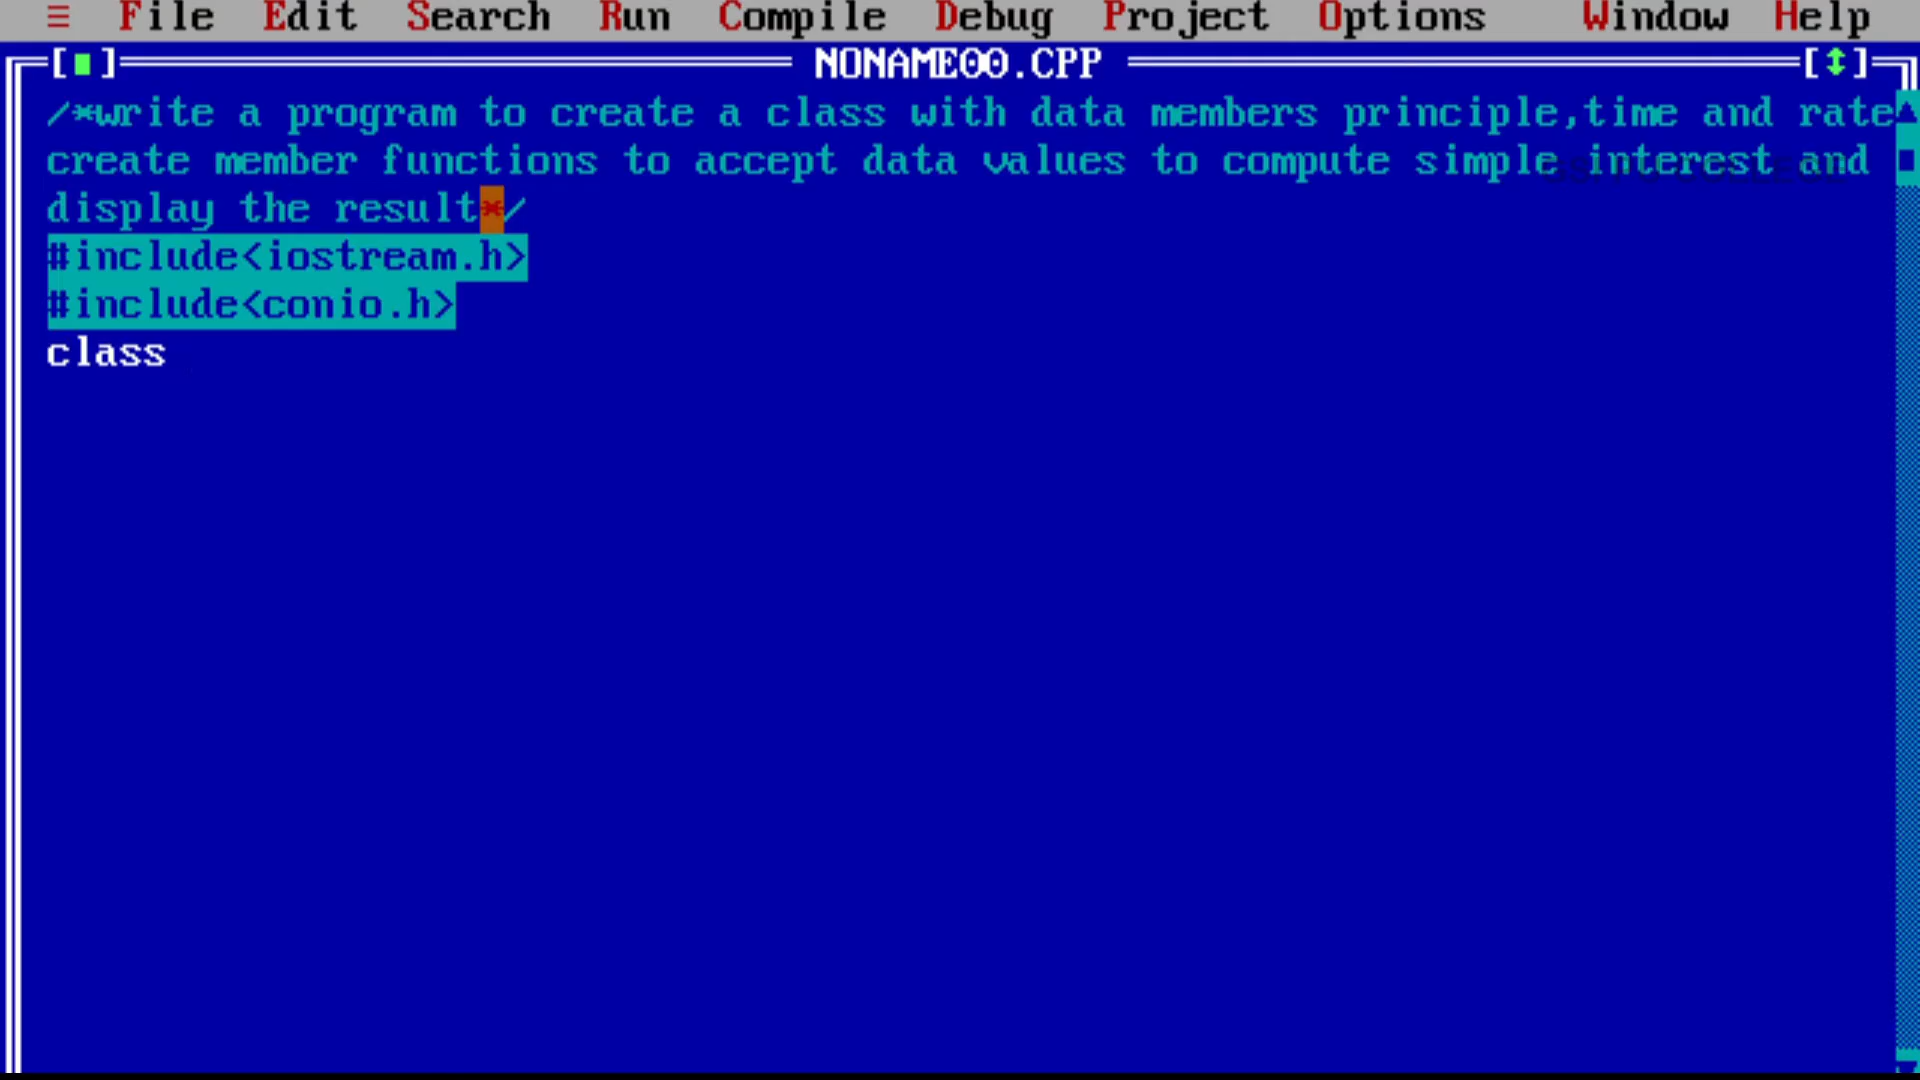 ≡ File Edit Search Run Compile Debug Project Options Window Help
[■] NONAME00.CPP [↕]
/*write a program to create a class with data members principle,time and rate
create member functions to accept data values to compute simple interest and
display the result*/
#include<iostream.h>
#include<conio.h>
class